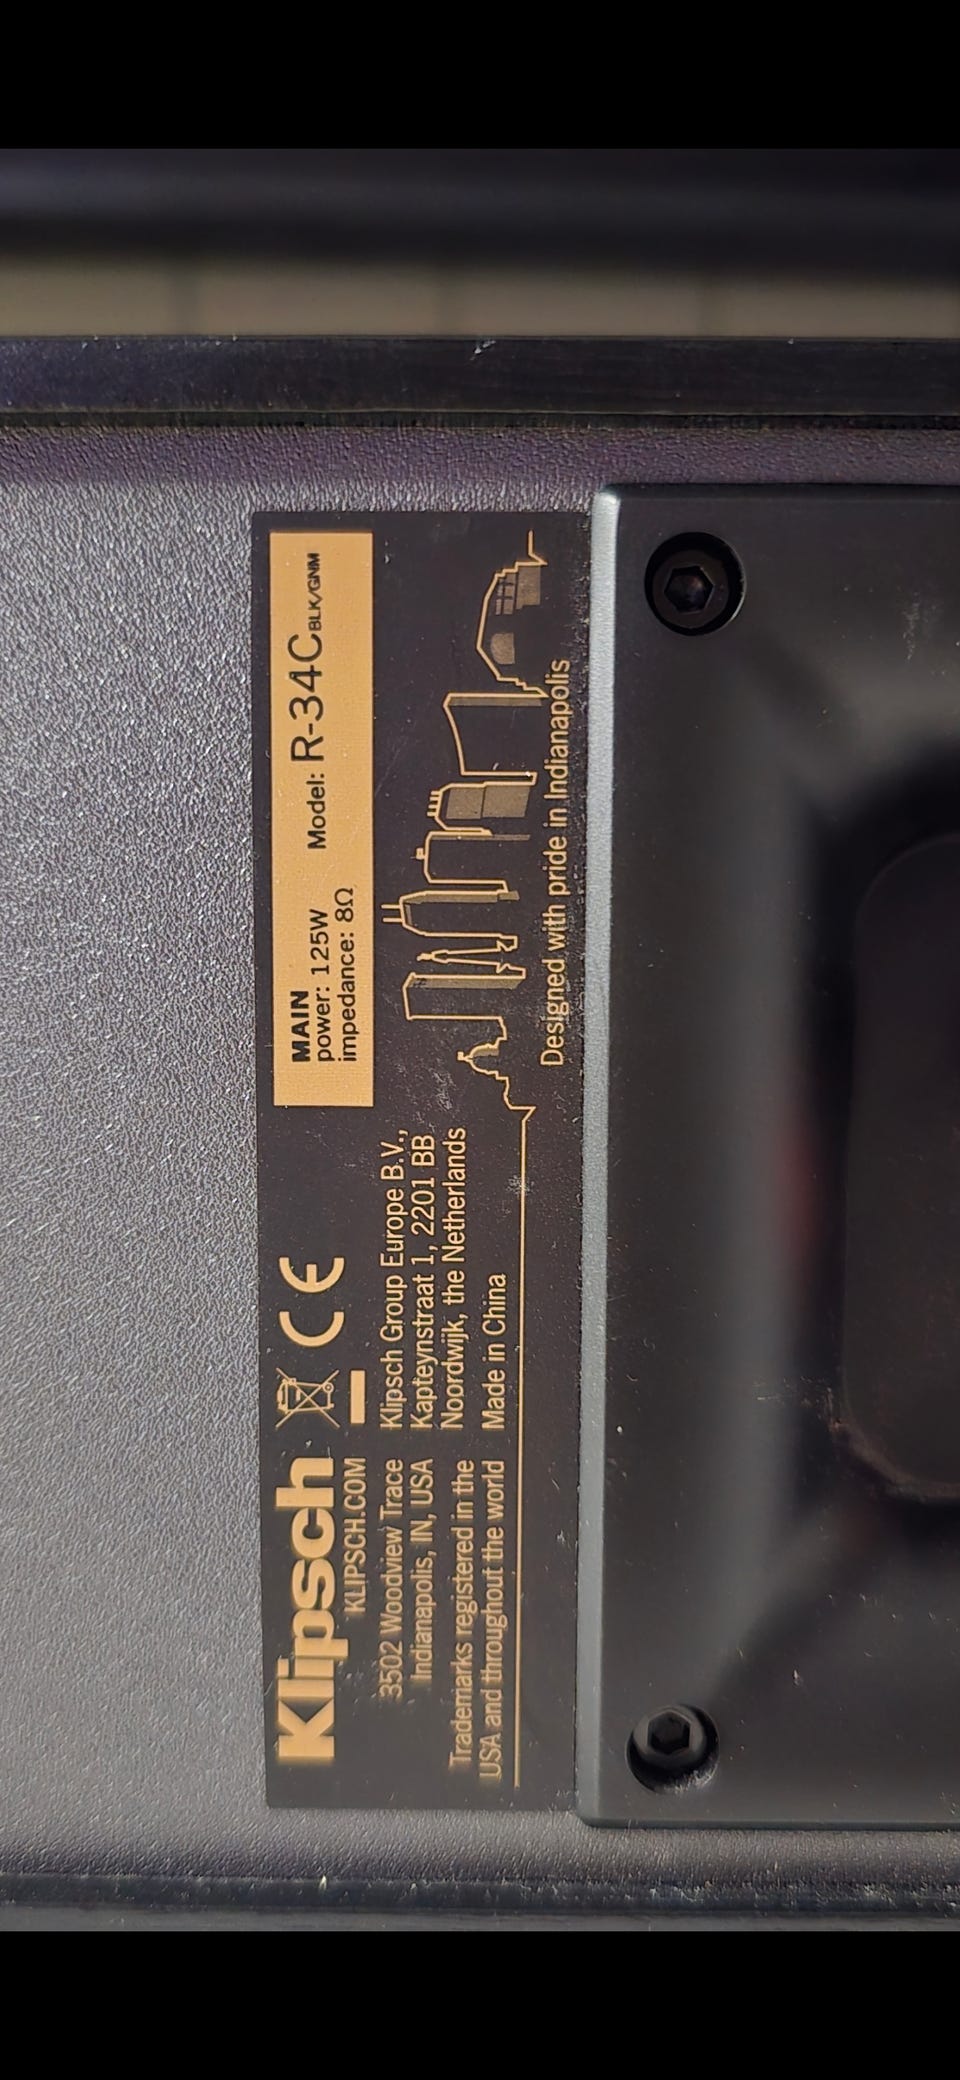 Klipsch
KLIPSCH.COM
3502 Woodview Trace
Indianapolis, IN, USA
Trademarks registered in the
USA and throughout the world
CE
Klipsch Group Europe B.V.,
Kapteynstraat 1, 2201 BB
Noordwijk, the Netherlands
Made in China
MAIN
power: 125W
impedance: 8Ω
Model: R-34C BLK/GNM
Designed with pride in Indianapolis